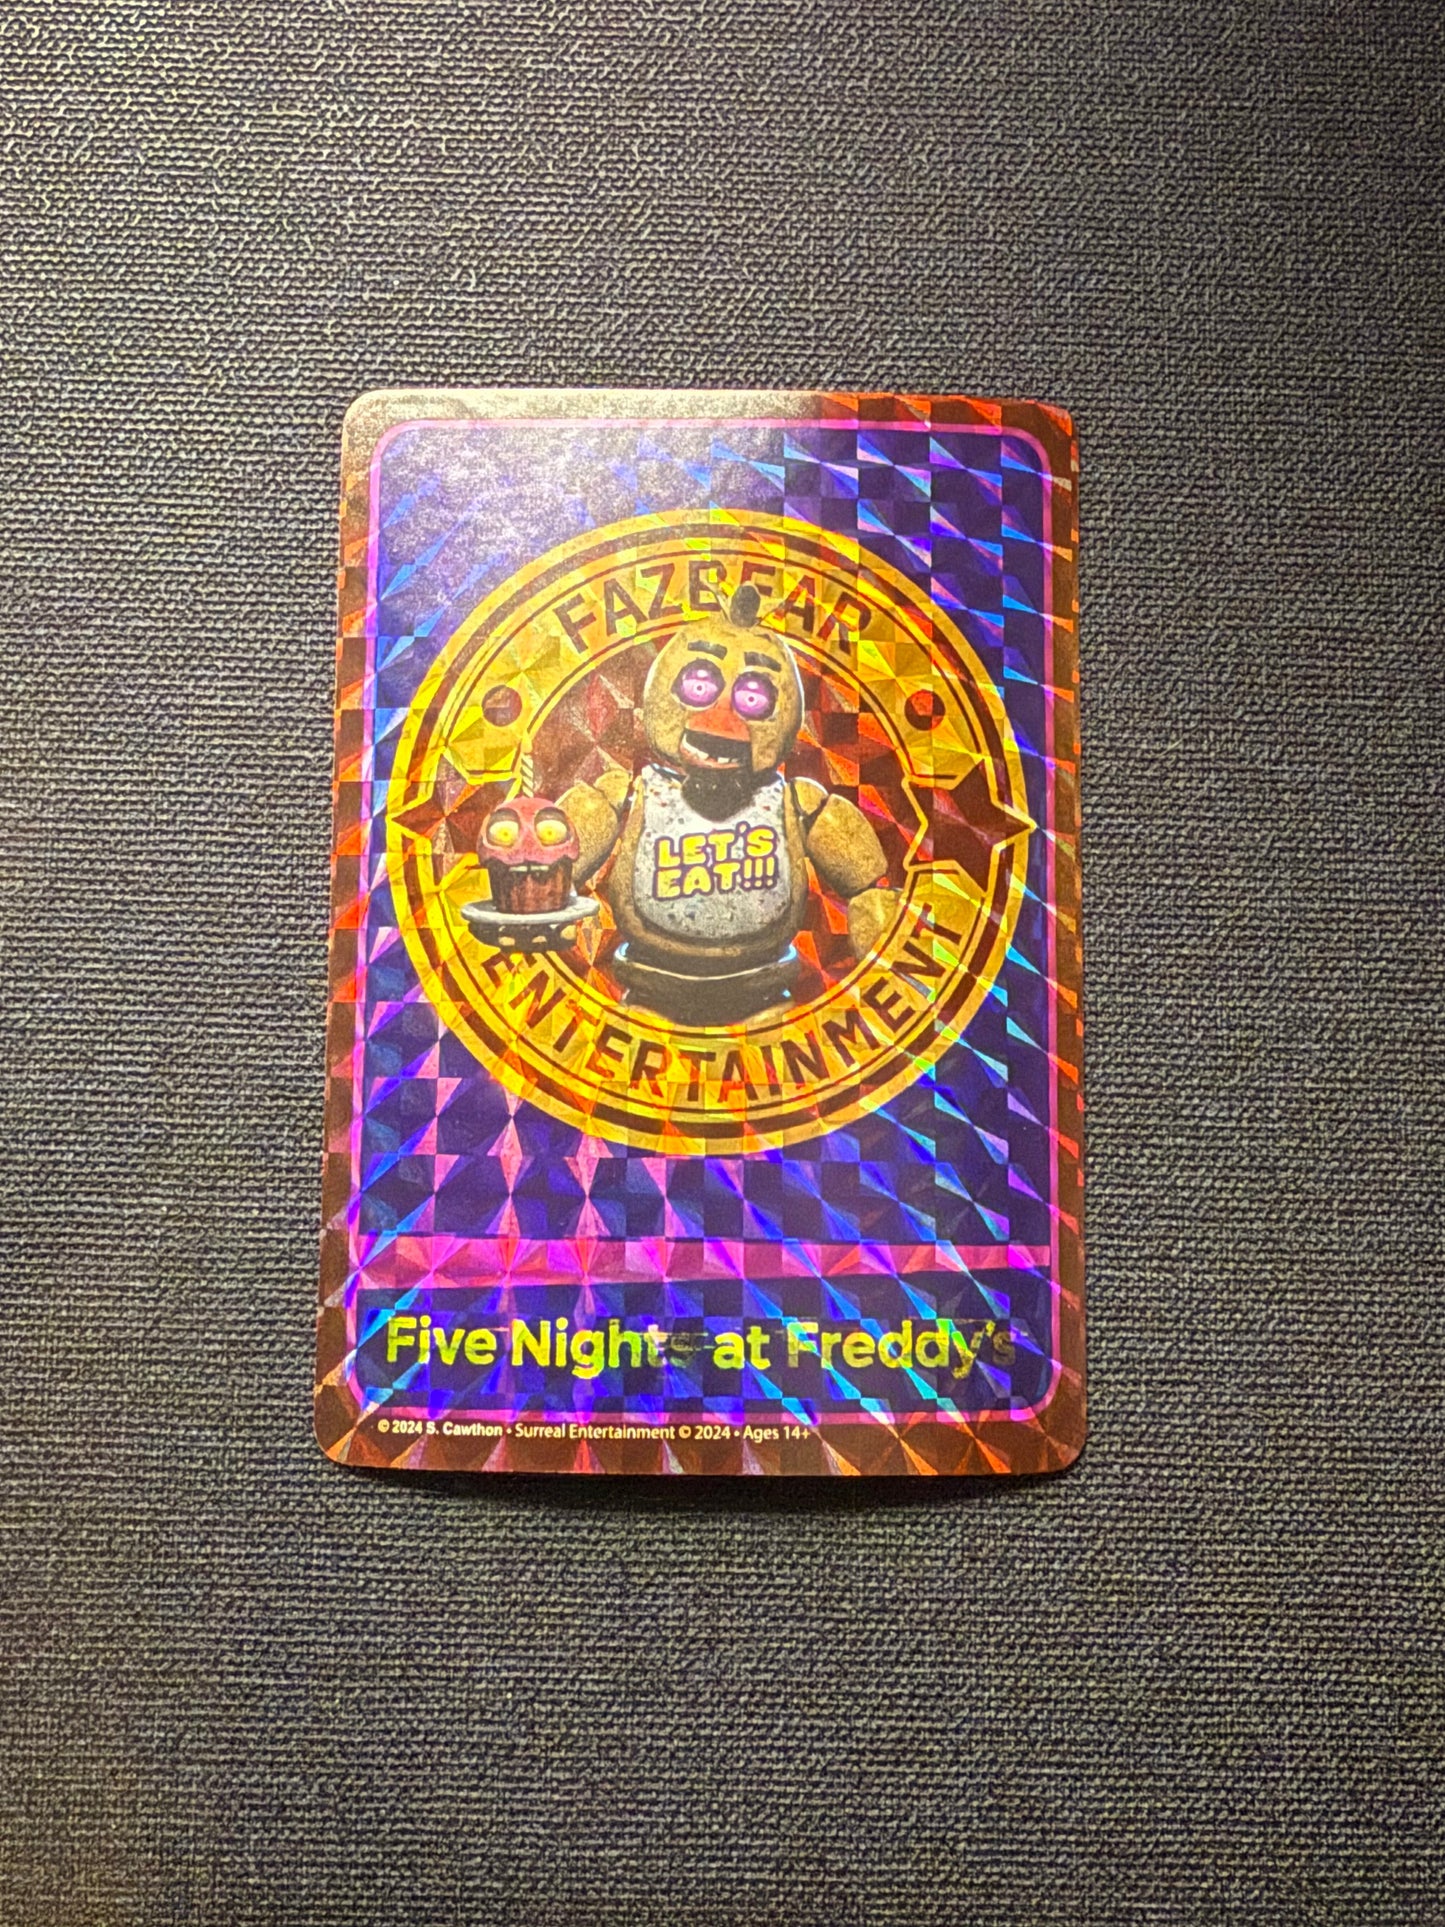 FAZBEAR
LET'S
EAT!!!
ENTERTAINMENT
Five Nights at Freddy's
© 2024 S. Cawthon • Surreal Entertainment © 2024 • Ages 14+